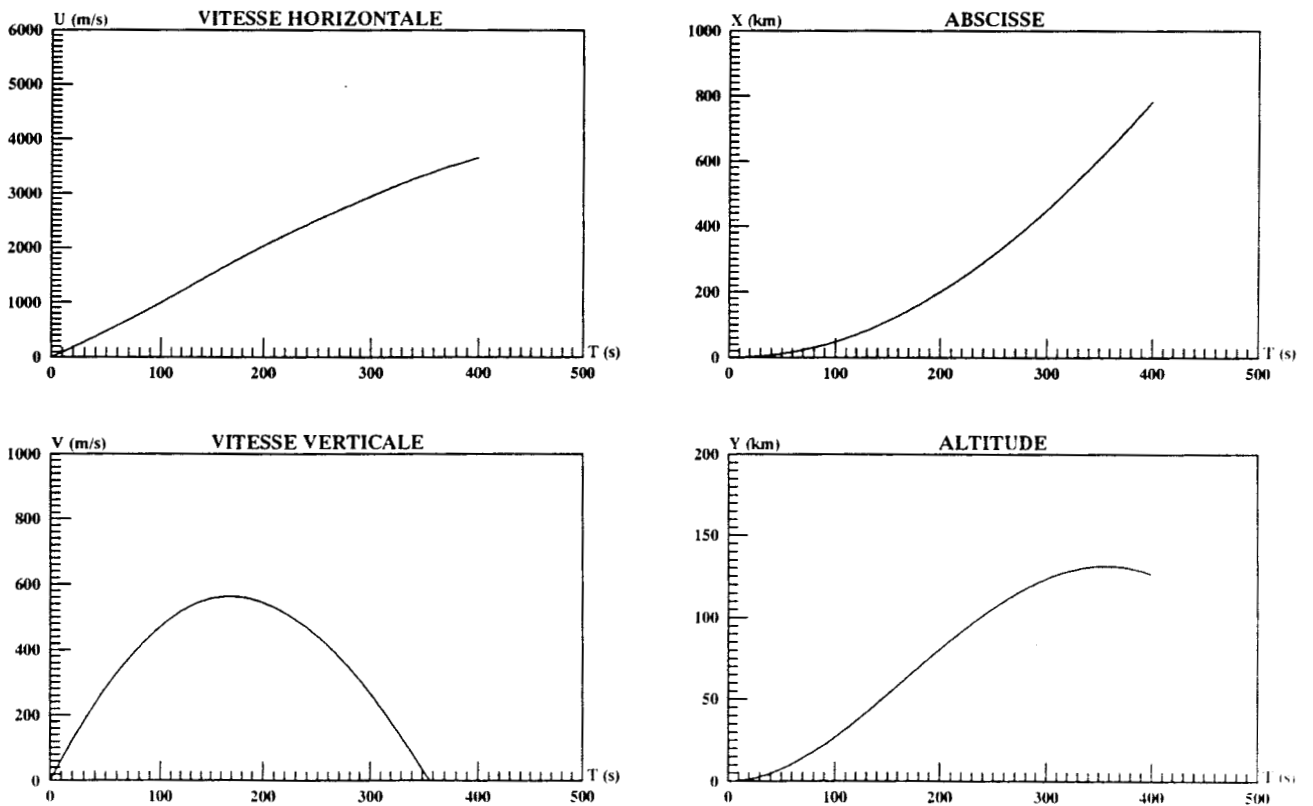 VITESSE HORIZONTALE
U (m/s)
6000
5000
4000
3000
2000
1000
0
T (s)
0 100 200 300 400 500
ABSCISSE
X (km)
1000
800
600
400
200
0
T (s)
0 100 200 300 400 500
VITESSE VERTICALE
V (m/s)
1000
800
600
400
200
0
T (s)
0 100 200 300 400 500
ALTITUDE
Y (km)
200
150
100
50
0
T (s)
0 100 200 300 400 500